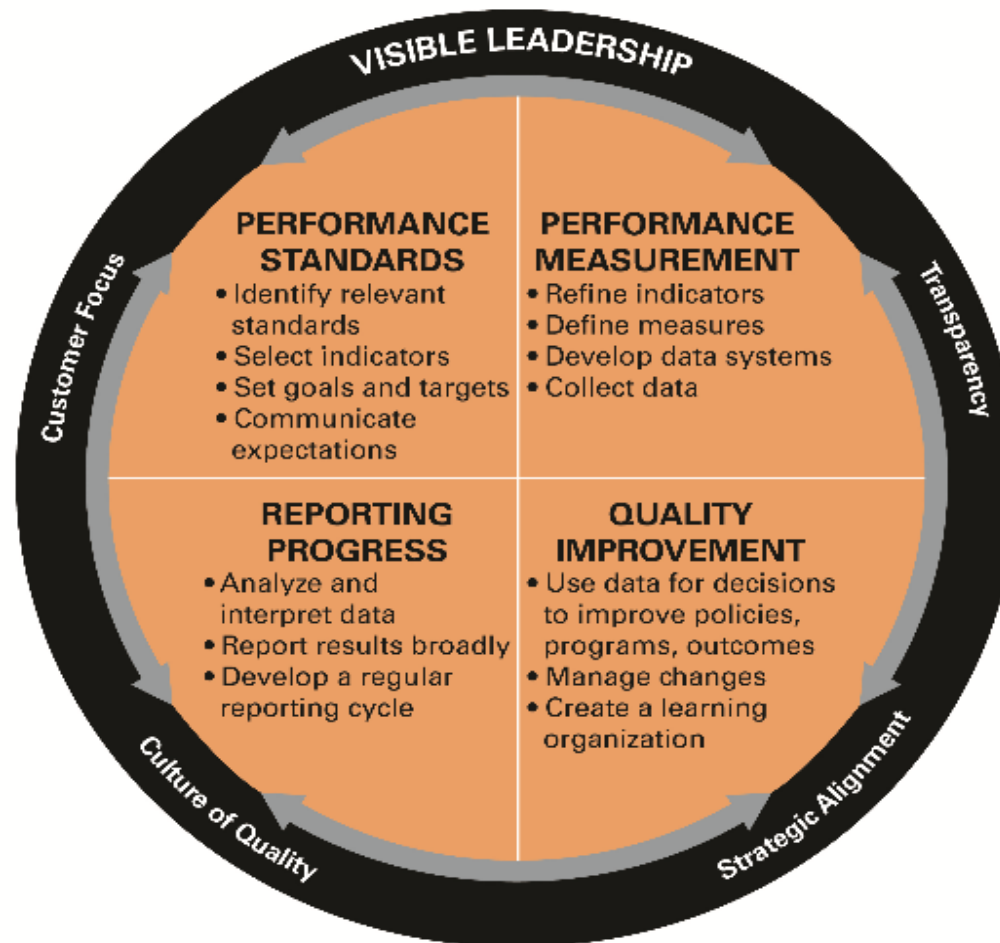 VISIBLE LEADERSHIP
Customer Focus
Transparency
PERFORMANCE
STANDARDS
• Identify relevant
standards
• Select indicators
• Set goals and targets
• Communicate
expectations
PERFORMANCE
MEASUREMENT
• Refine indicators
• Define measures
• Develop data systems
• Collect data
REPORTING
PROGRESS
• Analyze and
interpret data
• Report results broadly
• Develop a regular
reporting cycle
QUALITY
IMPROVEMENT
• Use data for decisions
to improve policies,
programs, outcomes
• Manage changes
• Create a learning
organization
Culture of Quality
Strategic Alignment